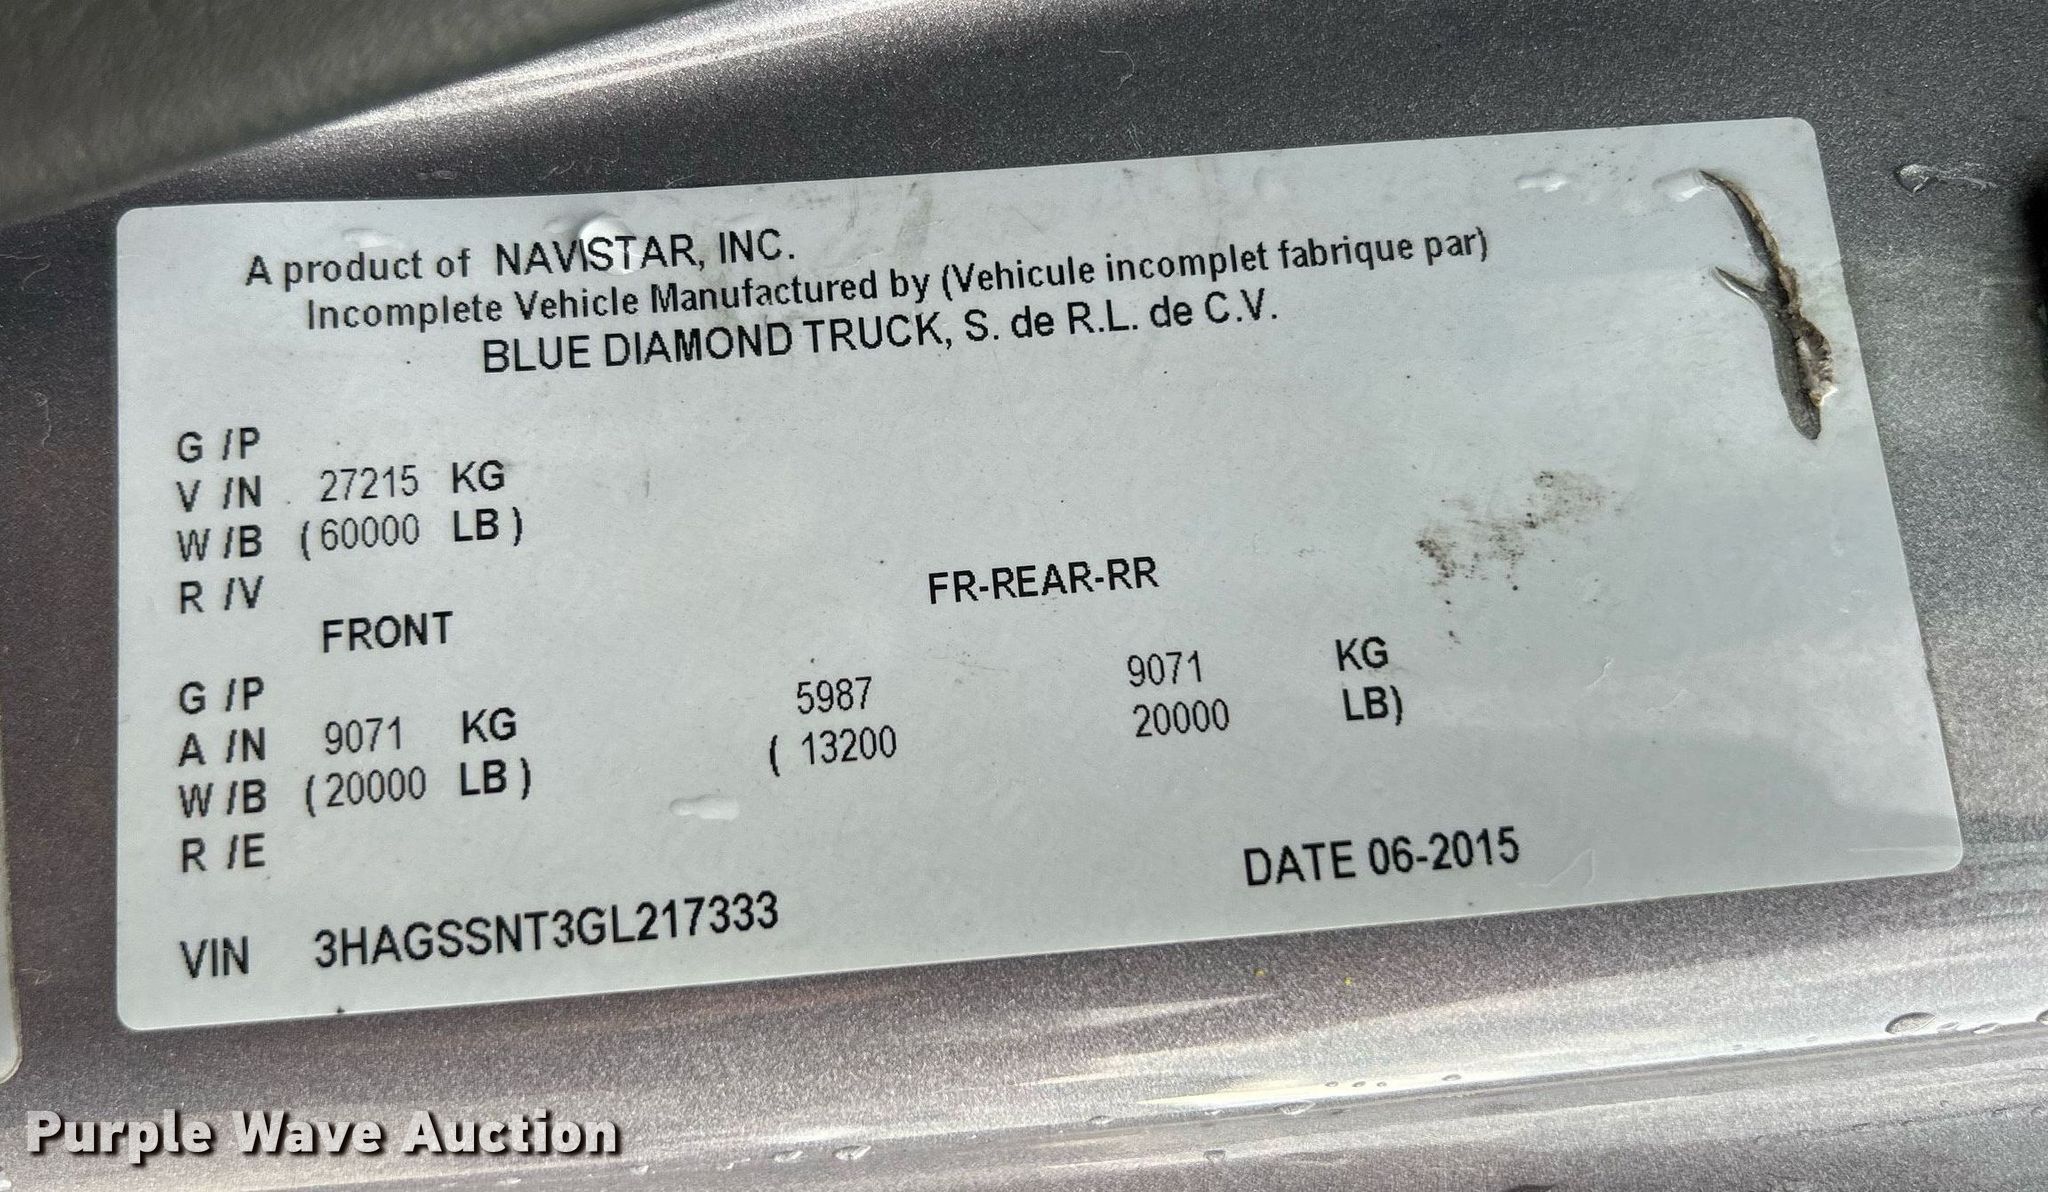 A product of NAVISTAR, INC.
Incomplete Vehicle Manufactured by (Vehicule incomplet fabrique par)
BLUE DIAMOND TRUCK, S. de R.L. de C.V.
G /P
V /N 27215 KG
W /B (60000 LB)
R /V
FRONT FR-REAR-RR
G /P
A /N 9071 KG 5987 9071 KG
W /B (20000 LB) ( 13200 20000 LB)
R /E
VIN 3HAGSSNT3GL217333 DATE 06-2015
Purple Wave Auction